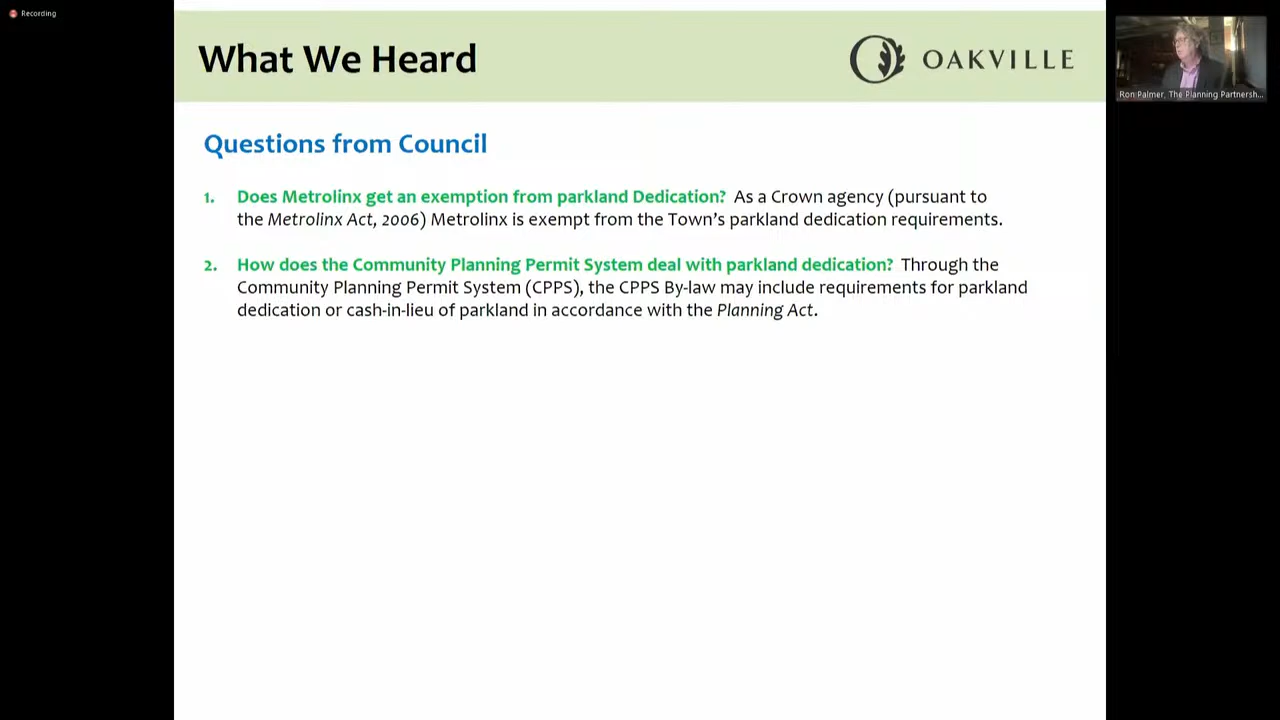 Recording
What We Heard
OAKVILLE
Ron Palmer, The Planning Partnersh...
Questions from Council
1. Does Metrolinx get an exemption from parkland Dedication? As a Crown agency (pursuant to
the Metrolinx Act, 2006) Metrolinx is exempt from the Town's parkland dedication requirements.
2. How does the Community Planning Permit System deal with parkland dedication? Through the
Community Planning Permit System (CPPS), the CPPS By-law may include requirements for parkland
dedication or cash-in-lieu of parkland in accordance with the Planning Act.